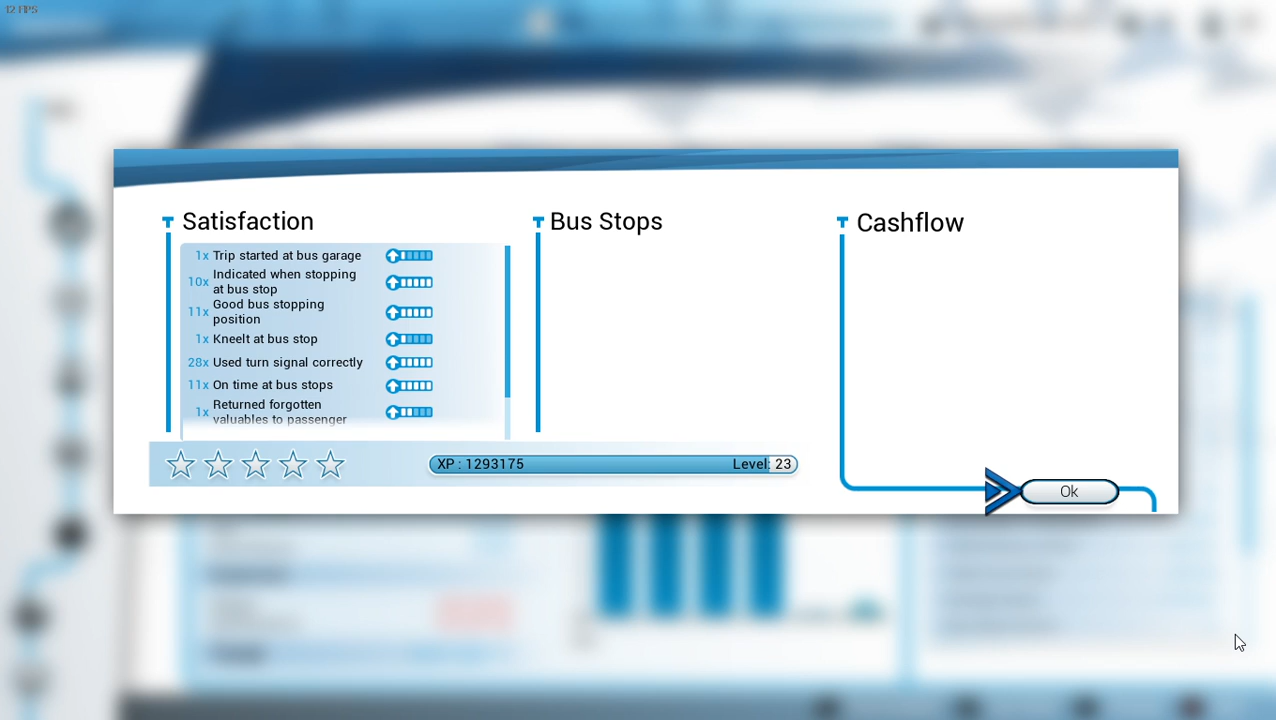 12 FPS
Satisfaction
1x Trip started at bus garage
10x Indicated when stopping
at bus stop
11x Good bus stopping
position
1x Kneelt at bus stop
28x Used turn signal correctly
11x On time at bus stops
1x Returned forgotten
valuables to passenger
Bus Stops
Cashflow
XP : 1293175 Level: 23
Ok